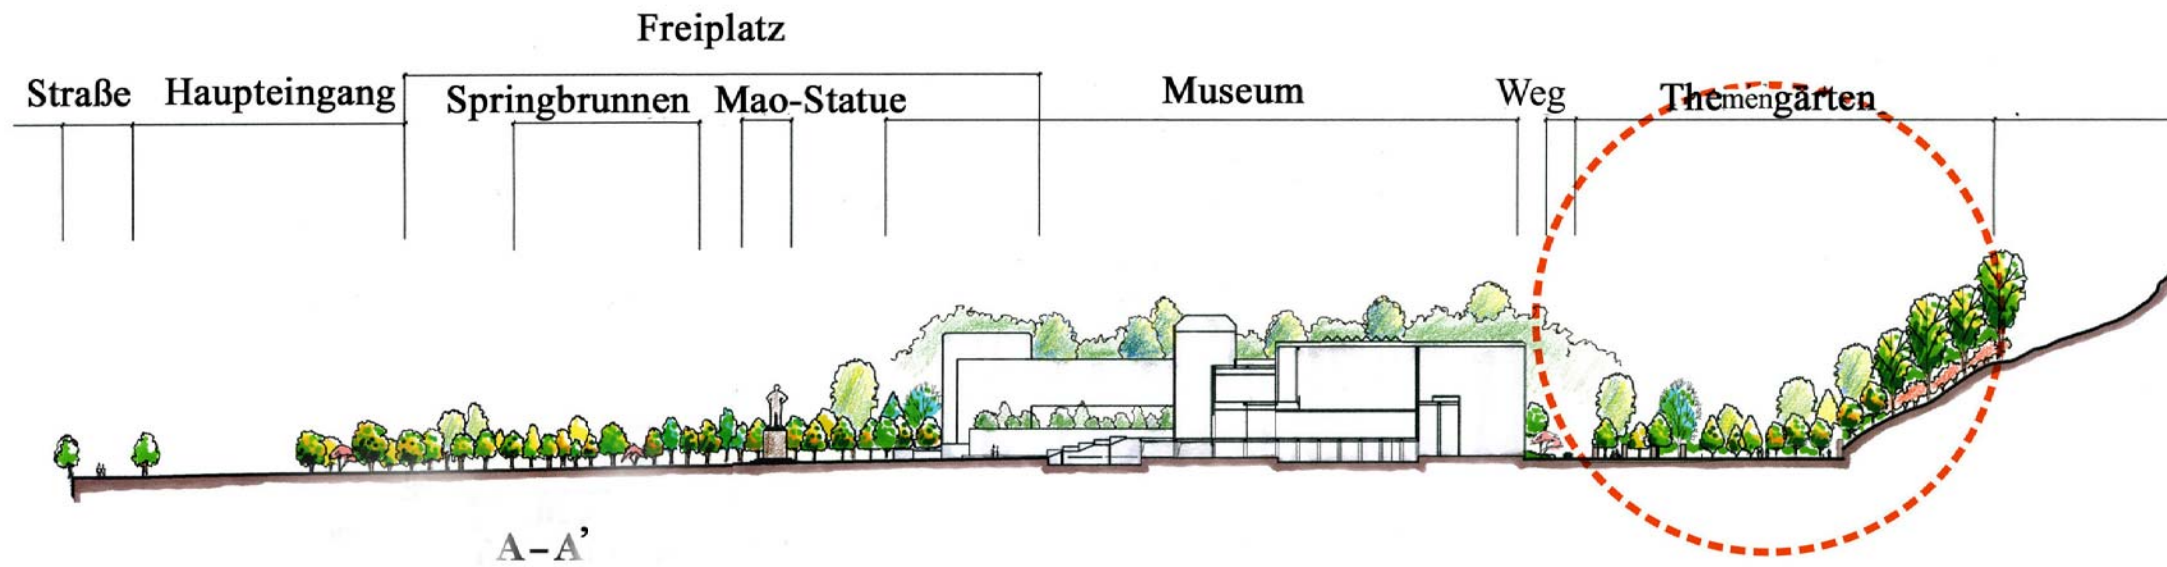 Freiplatz
Straße Haupteingang Springbrunnen Mao-Statue Museum Weg Themengärten
A-A’